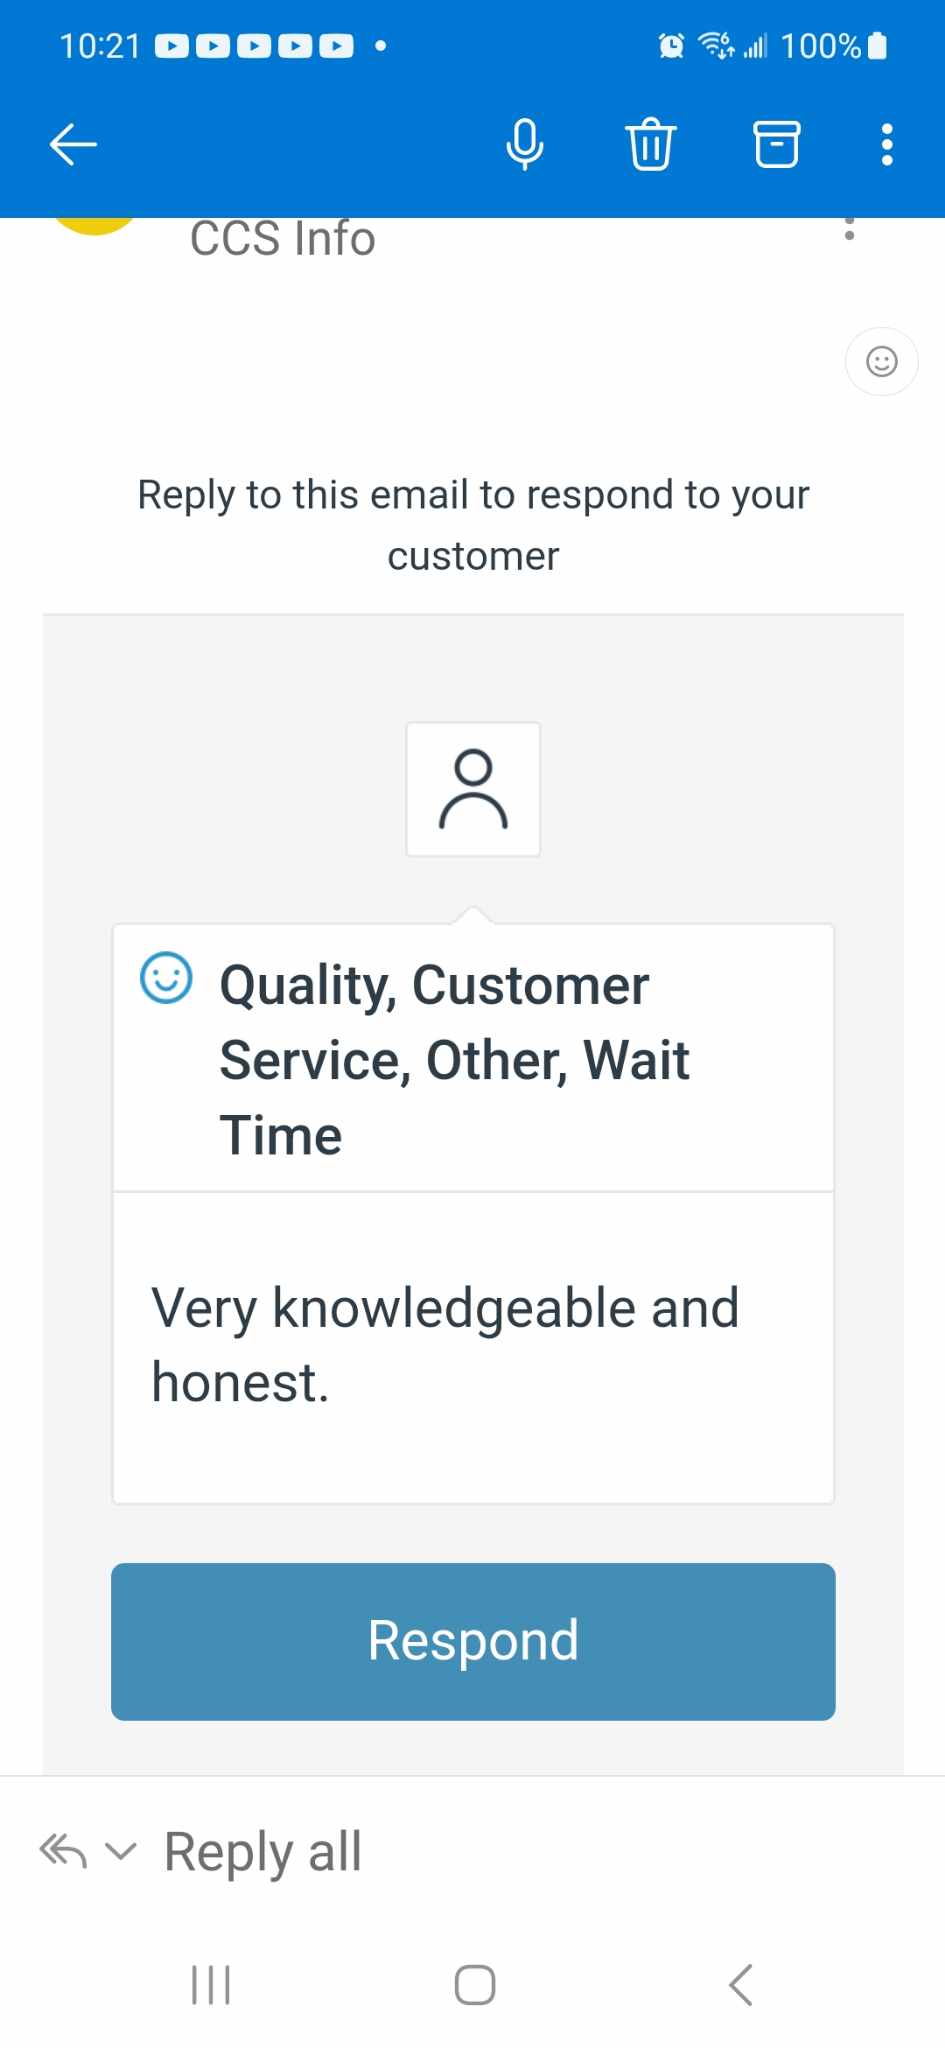 10:21 100%
CCS Info
Reply to this email to respond to your
customer
Quality, Customer
Service, Other, Wait
Time
Very knowledgeable and
honest.
Respond
Reply all